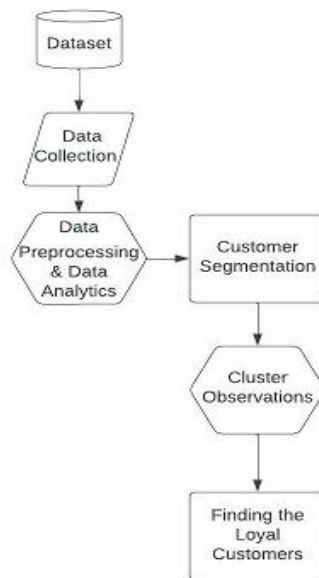 Dataset
Data
Collection
Data
Preprocessing
& Data
Analytics
Customer
Segmentation
Cluster
Observations
Finding the
Loyal
Customers